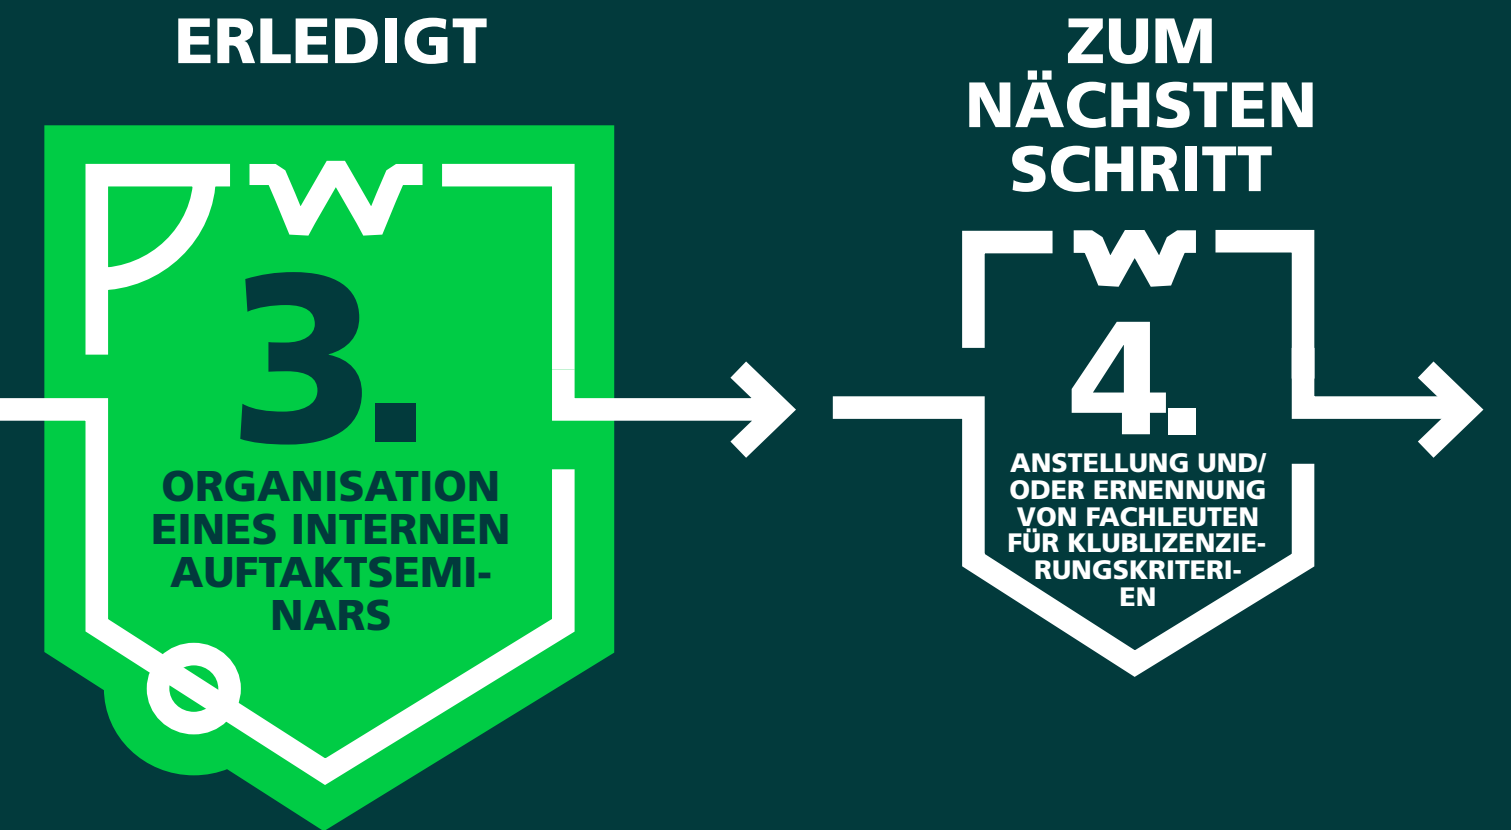 ERLEDIGT
W
3.
ORGANISATION
EINES INTERNEN
AUFTAKTSEMI-
NARS
ZUM
NÄCHSTEN
SCHRITT
W
4.
ANSTELLUNG UND/
ODER ERNENNUNG
VON FACHLEUTEN
FÜR KLUBLIZENZIE-
RUNGSKRITERI-
EN